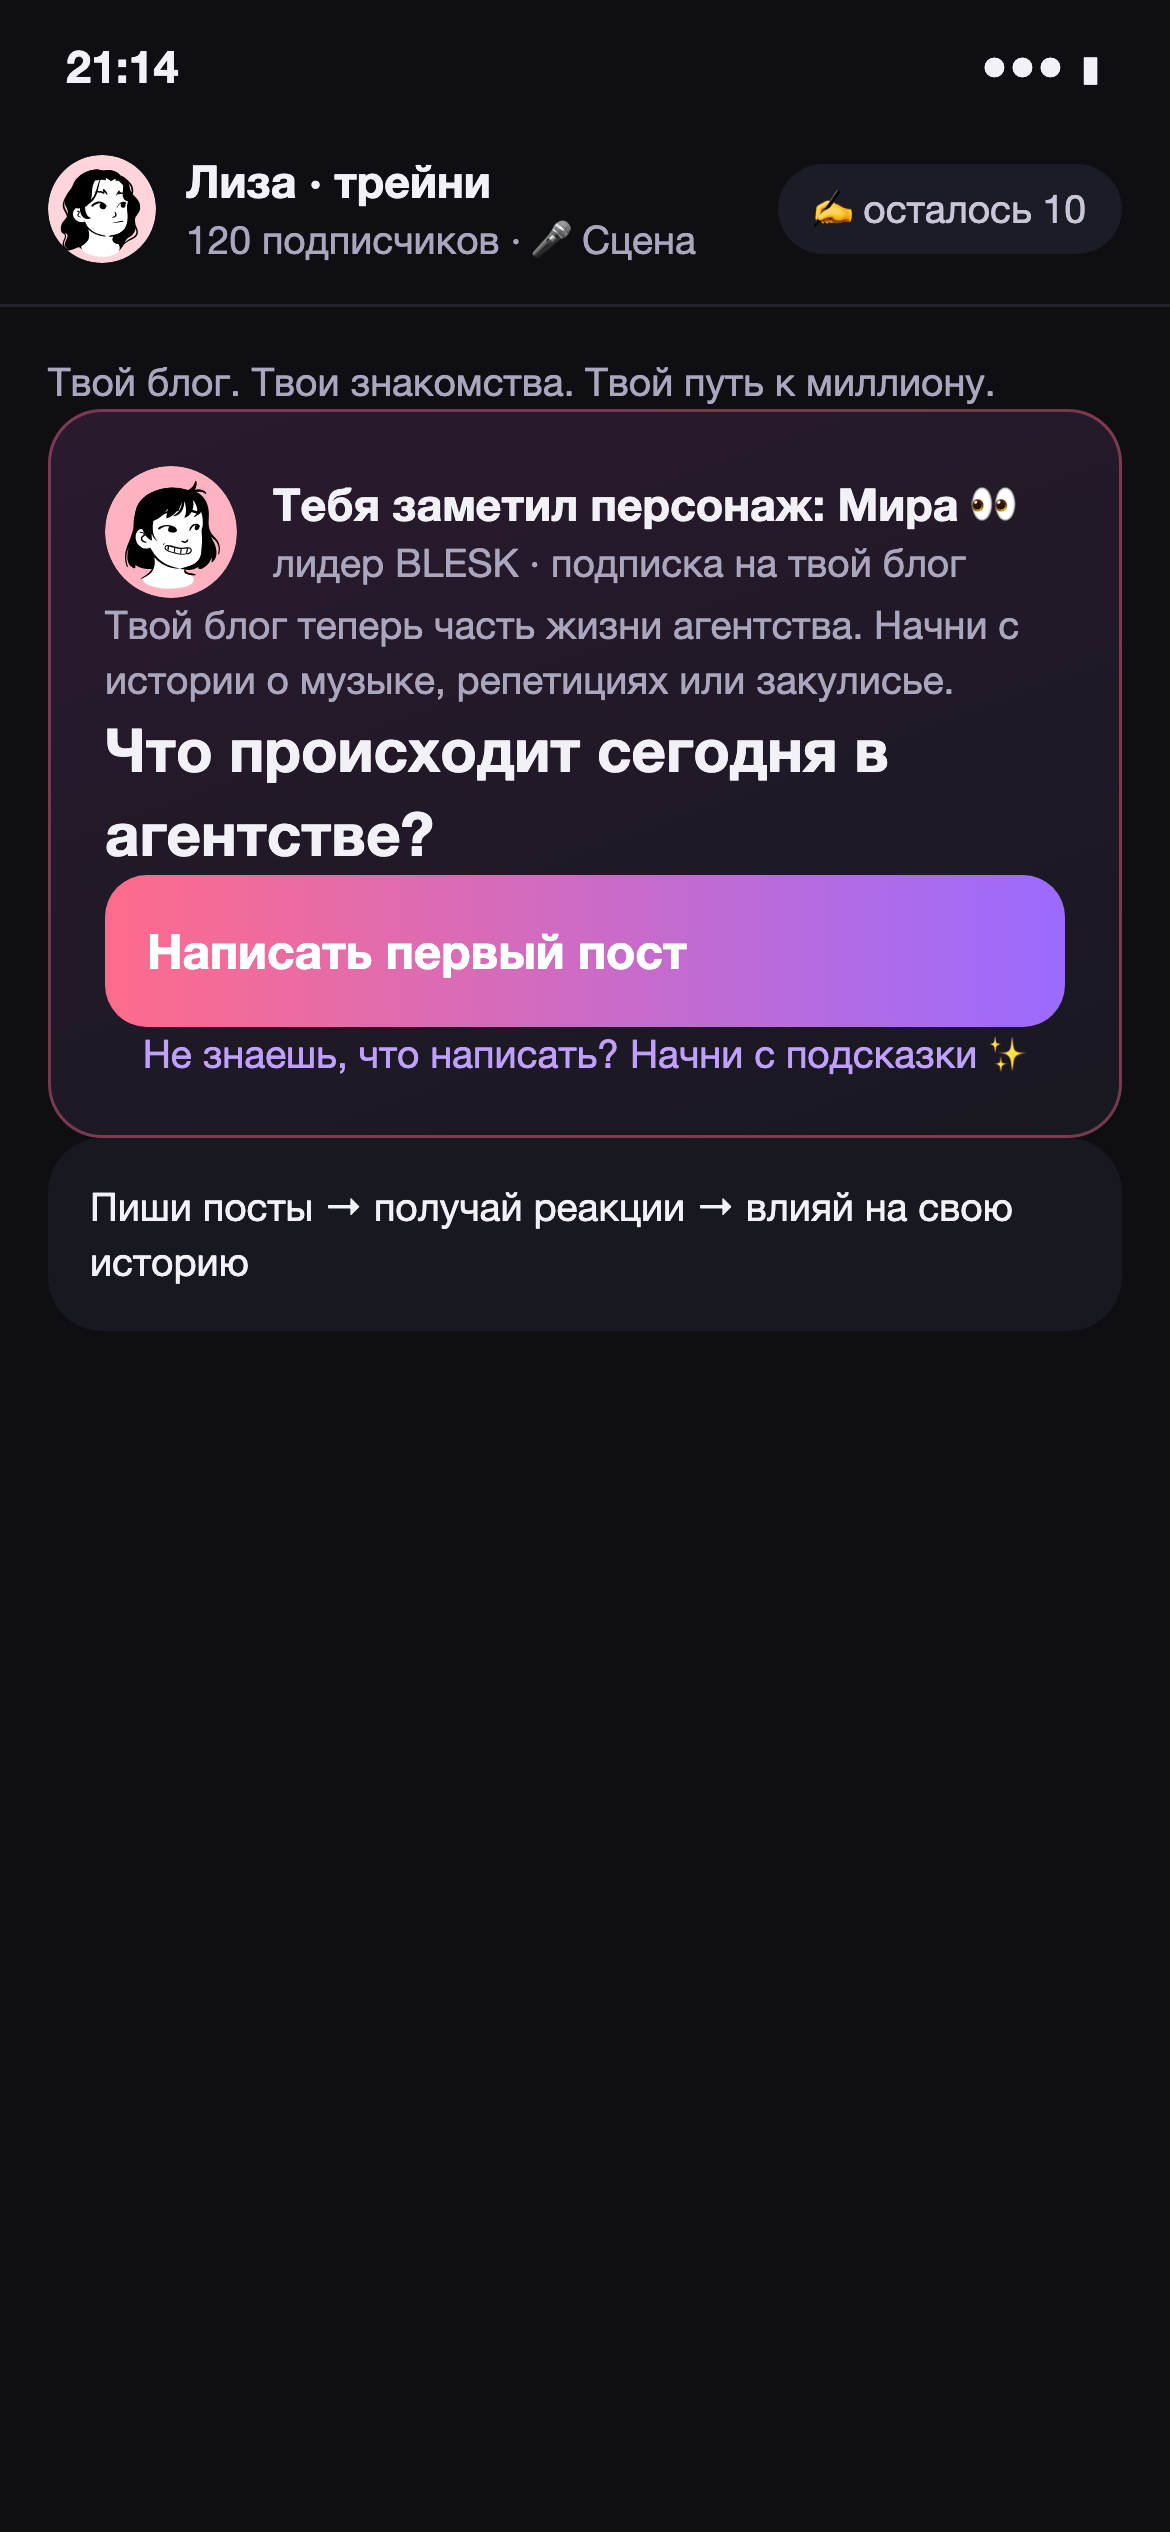 21:14
Лиза · трейни
120 подписчиков · 🎤 Сцена
✍️ осталось 10
Твой блог. Твои знакомства. Твой путь к миллиону.
Тебя заметил персонаж: Мира 👀
лидер BLESK · подписка на твой блог
Твой блог теперь часть жизни агентства. Начни с
истории о музыке, репетициях или закулисье.
Что происходит сегодня в
агентстве?
Написать первый пост
Не знаешь, что написать? Начни с подсказки ✨
Пиши посты → получай реакции → влияй на свою
историю